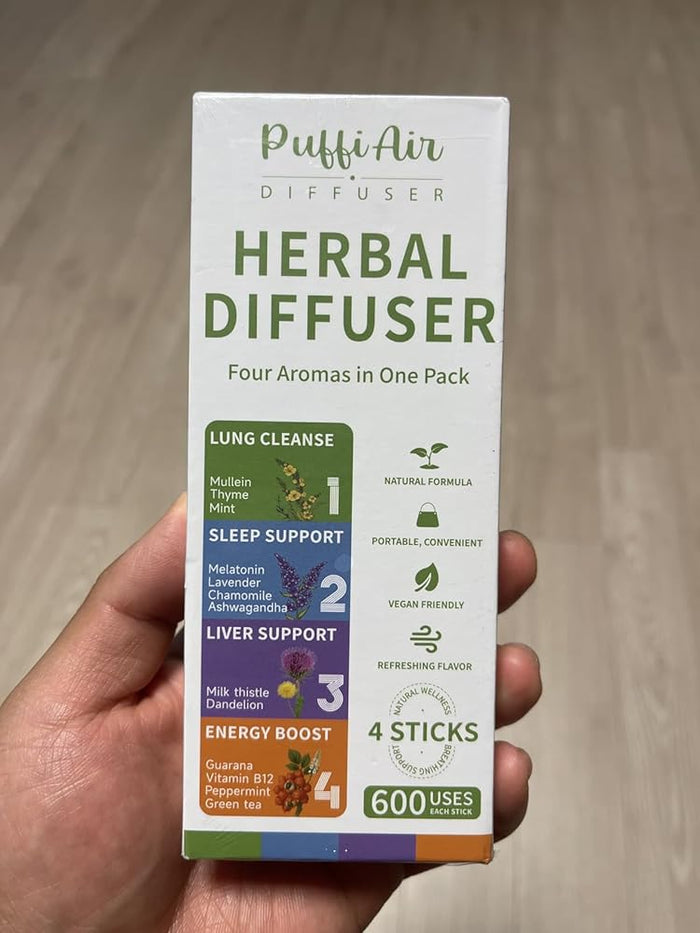 Puffi Air
DIFFUSER
HERBAL
DIFFUSER
Four Aromas in One Pack
LUNG CLEANSE
Mullein
Thyme
Mint
1
SLEEP SUPPORT
Melatonin
Lavender
Chamomile
Ashwagandha
2
LIVER SUPPORT
Milk thistle
Dandelion
3
ENERGY BOOST
Guarana
Vitamin B12
Peppermint
Green tea
4
NATURAL FORMULA
PORTABLE, CONVENIENT
VEGAN FRIENDLY
REFRESHING FLAVOR
NATURAL WELLNESS
4 STICKS
BREATHING SUPPORT
600 USES
EACH STICK